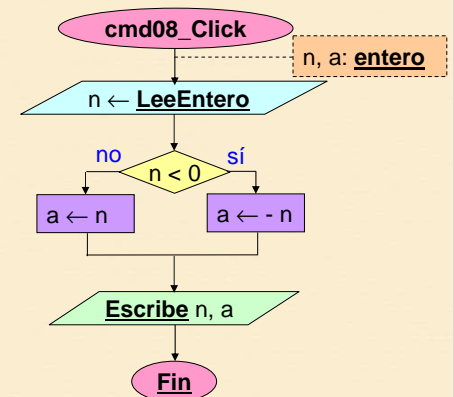 cmd08_Click
n, a: entero
n ← LeeEntero
no
sí
n < 0
a ← n
a ← - n
Escribe n, a
Fin